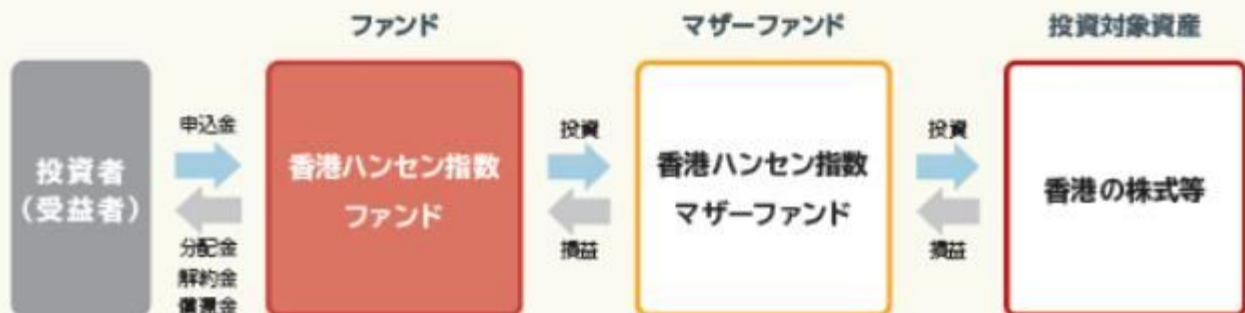 ファンド
マザーファンド
投資対象資産
投資者
（受益者）
申込金
分配金
解約金
償還金
香港ハンセン指数
ファンド
投資
損益
香港ハンセン指数
マザーファンド
投資
損益
香港の株式等